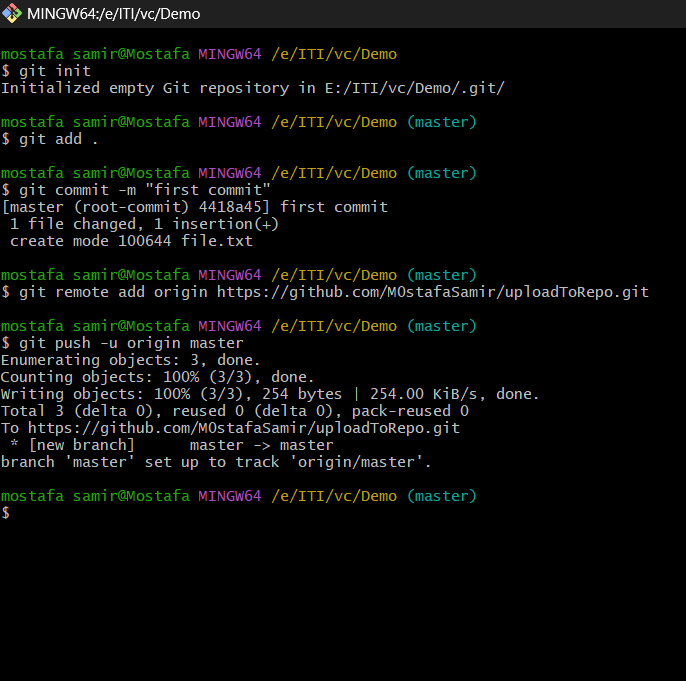 MINGW64:/e/ITI/vc/Demo
mostafa samir@Mostafa MINGW64 /e/ITI/vc/Demo
$ git init
Initialized empty Git repository in E:/ITI/vc/Demo/.git/
mostafa samir@Mostafa MINGW64 /e/ITI/vc/Demo (master)
$ git add .
mostafa samir@Mostafa MINGW64 /e/ITI/vc/Demo (master)
$ git commit -m "first commit"
[master (root-commit) 4418a45] first commit
 1 file changed, 1 insertion(+)
 create mode 100644 file.txt
mostafa samir@Mostafa MINGW64 /e/ITI/vc/Demo (master)
$ git remote add origin https://github.com/M0stafaSamir/uploadToRepo.git
mostafa samir@Mostafa MINGW64 /e/ITI/vc/Demo (master)
$ git push -u origin master
Enumerating objects: 3, done.
Counting objects: 100% (3/3), done.
Writing objects: 100% (3/3), 254 bytes | 254.00 KiB/s, done.
Total 3 (delta 0), reused 0 (delta 0), pack-reused 0
To https://github.com/M0stafaSamir/uploadToRepo.git
 * [new branch]      master -> master
branch 'master' set up to track 'origin/master'.
mostafa samir@Mostafa MINGW64 /e/ITI/vc/Demo (master)
$